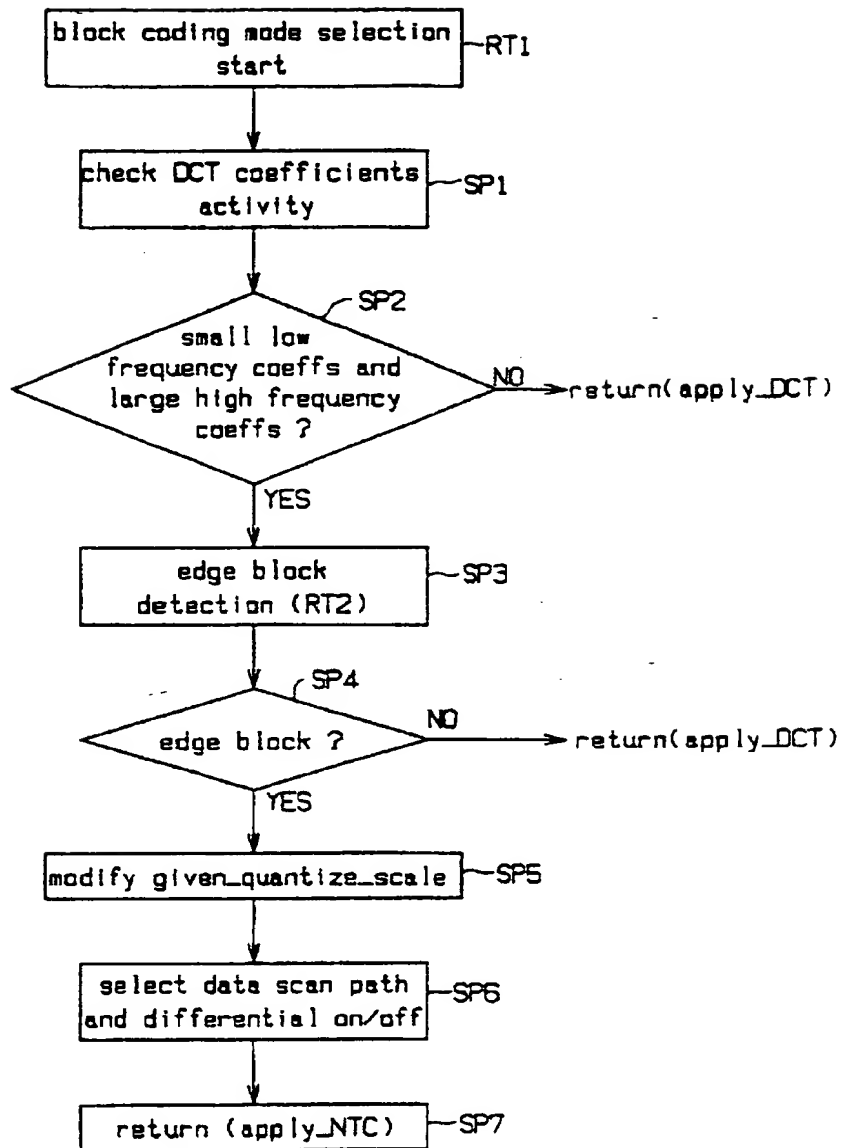 block coding mode selection
start
RT1
check DCT coefficients
activity
SP1
SP2
small low
frequency coeffs and
large high frequency
coeffs ?
NO
return(apply_DCT)
YES
edge block
detection (RT2)
SP3
SP4
edge block ?
NO
return(apply_DCT)
YES
modify given_quantize_scale
SP5
select data scan path
and differential on/off
SP6
return (apply_NTC)
SP7